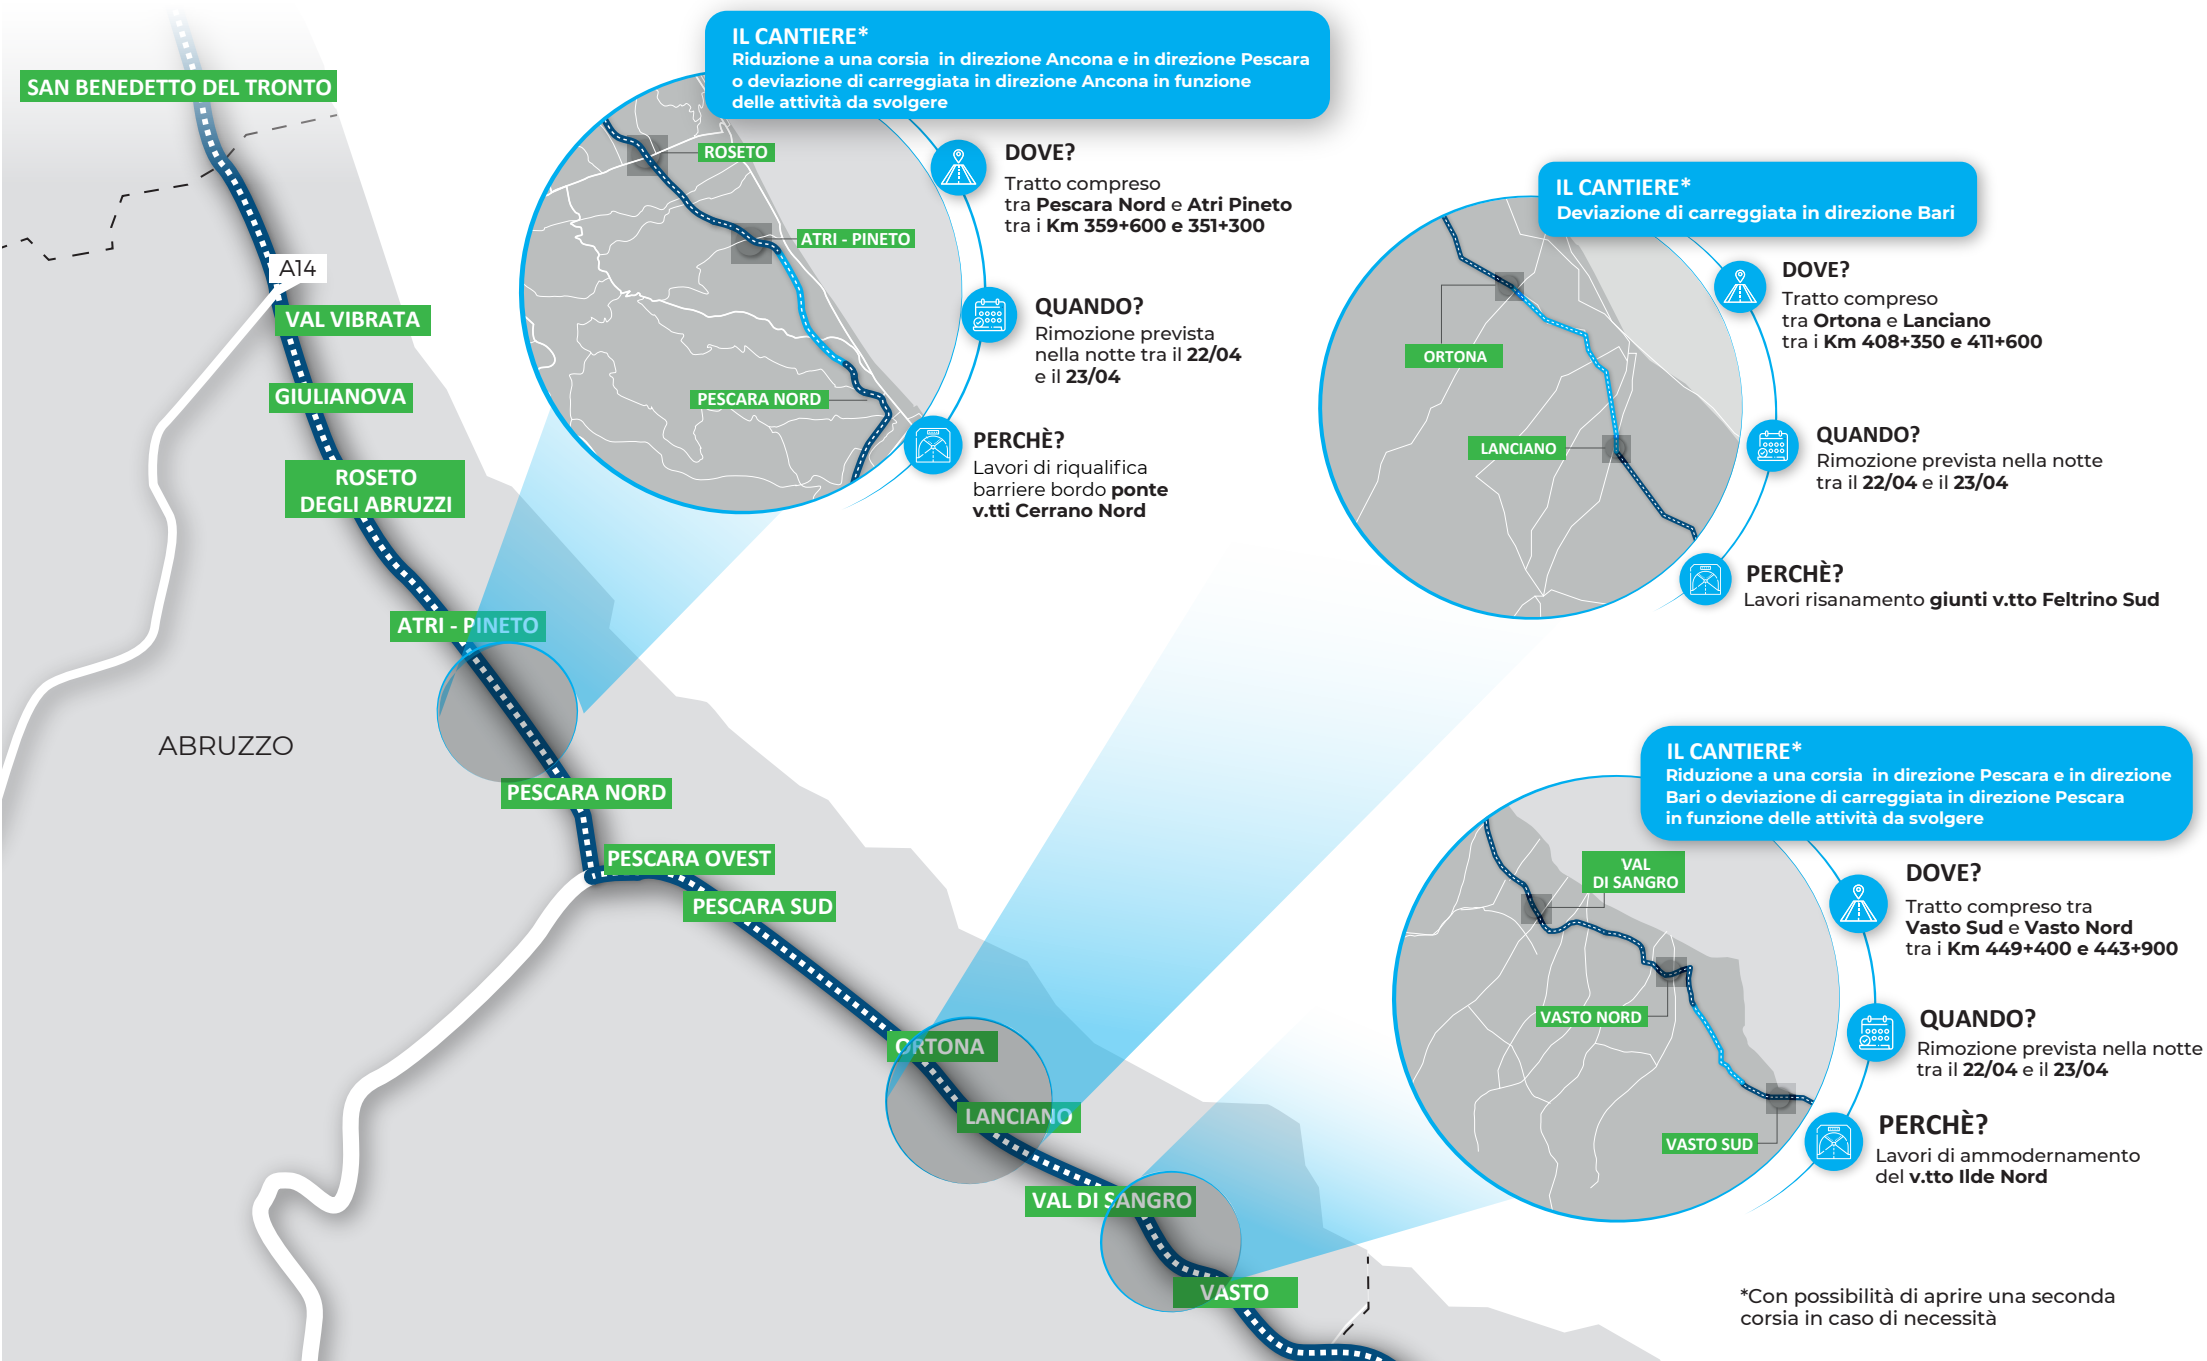 SAN BENEDETTO DEL TRONTO
A14
VAL VIBRATA
GIULIANOVA
ROSETO
DEGLI ABRUZZI
ATRI - PINETO
ABRUZZO
PESCARA NORD
PESCARA OVEST
PESCARA SUD
ORTONA
LANCIANO
VAL DI SANGRO
VASTO
IL CANTIERE*
Riduzione a una corsia in direzione Ancona e in direzione Pescara
o deviazione di carreggiata in direzione Ancona in funzione
delle attività da svolgere
ROSETO
ATRI - PINETO
PESCARA NORD
DOVE?
Tratto compreso
tra Pescara Nord e Atri Pineto
tra i Km 359+600 e 351+300
QUANDO?
Rimozione prevista
nella notte tra il 22/04
e il 23/04
PERCHÈ?
Lavori di riqualifica
barriere bordo ponte
v.tti Cerrano Nord
IL CANTIERE*
Deviazione di carreggiata in direzione Bari
ORTONA
LANCIANO
DOVE?
Tratto compreso
tra Ortona e Lanciano
tra i Km 408+350 e 411+600
QUANDO?
Rimozione prevista nella notte
tra il 22/04 e il 23/04
PERCHÈ?
Lavori risanamento giunti v.tto Feltrino Sud
IL CANTIERE*
Riduzione a una corsia in direzione Pescara e in direzione
Bari o deviazione di carreggiata in direzione Pescara
in funzione delle attività da svolgere
VAL
DI SANGRO
VASTO NORD
VASTO SUD
DOVE?
Tratto compreso tra
Vasto Sud e Vasto Nord
tra i Km 449+400 e 443+900
QUANDO?
Rimozione prevista nella notte
tra il 22/04 e il 23/04
PERCHÈ?
Lavori di ammodernamento
del v.tto Ilde Nord
*Con possibilità di aprire una seconda
corsia in caso di necessità